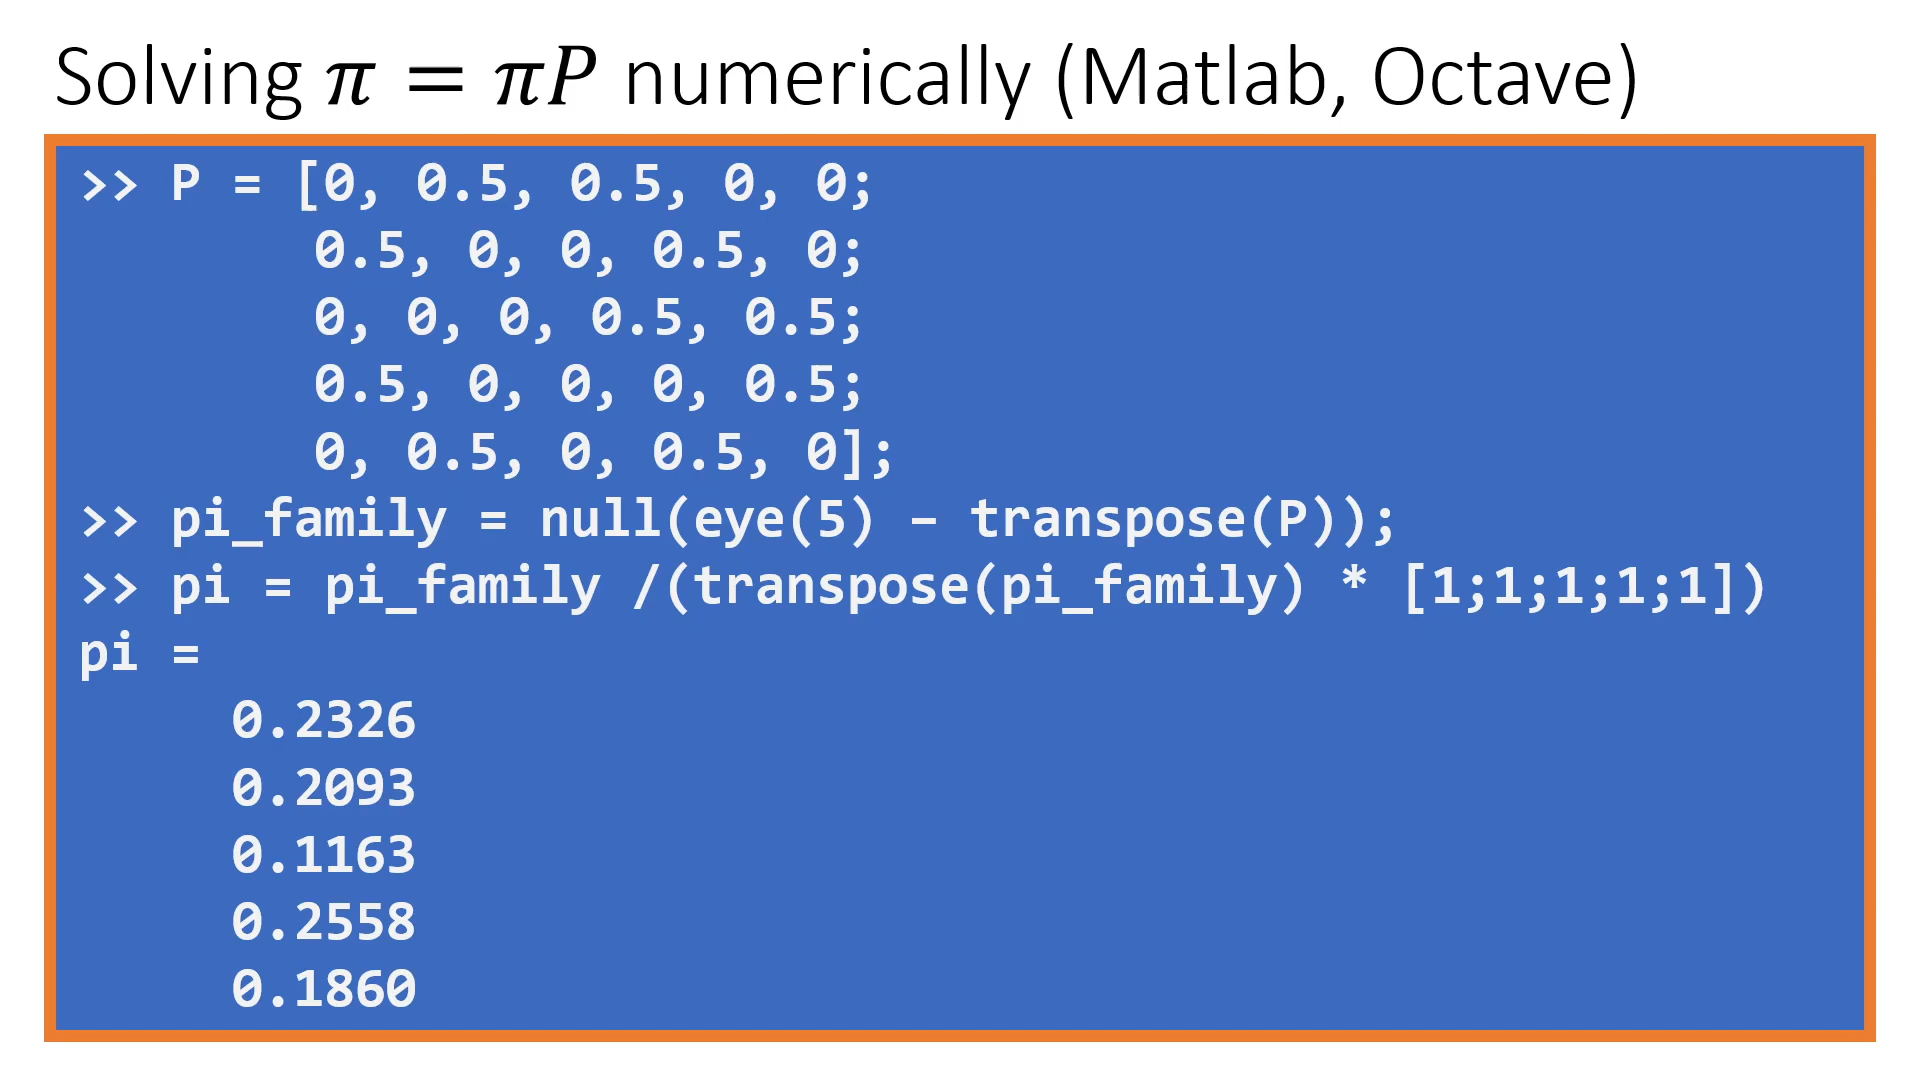 Solving π = πP numerically (Matlab, Octave)
>> P = [0, 0.5, 0.5, 0, 0;
0.5, 0, 0, 0.5, 0;
0, 0, 0, 0.5, 0.5;
0.5, 0, 0, 0, 0.5;
0, 0.5, 0, 0.5, 0];
>> pi_family = null(eye(5) – transpose(P));
>> pi = pi_family /(transpose(pi_family) * [1;1;1;1;1])
pi =
0.2326
0.2093
0.1163
0.2558
0.1860